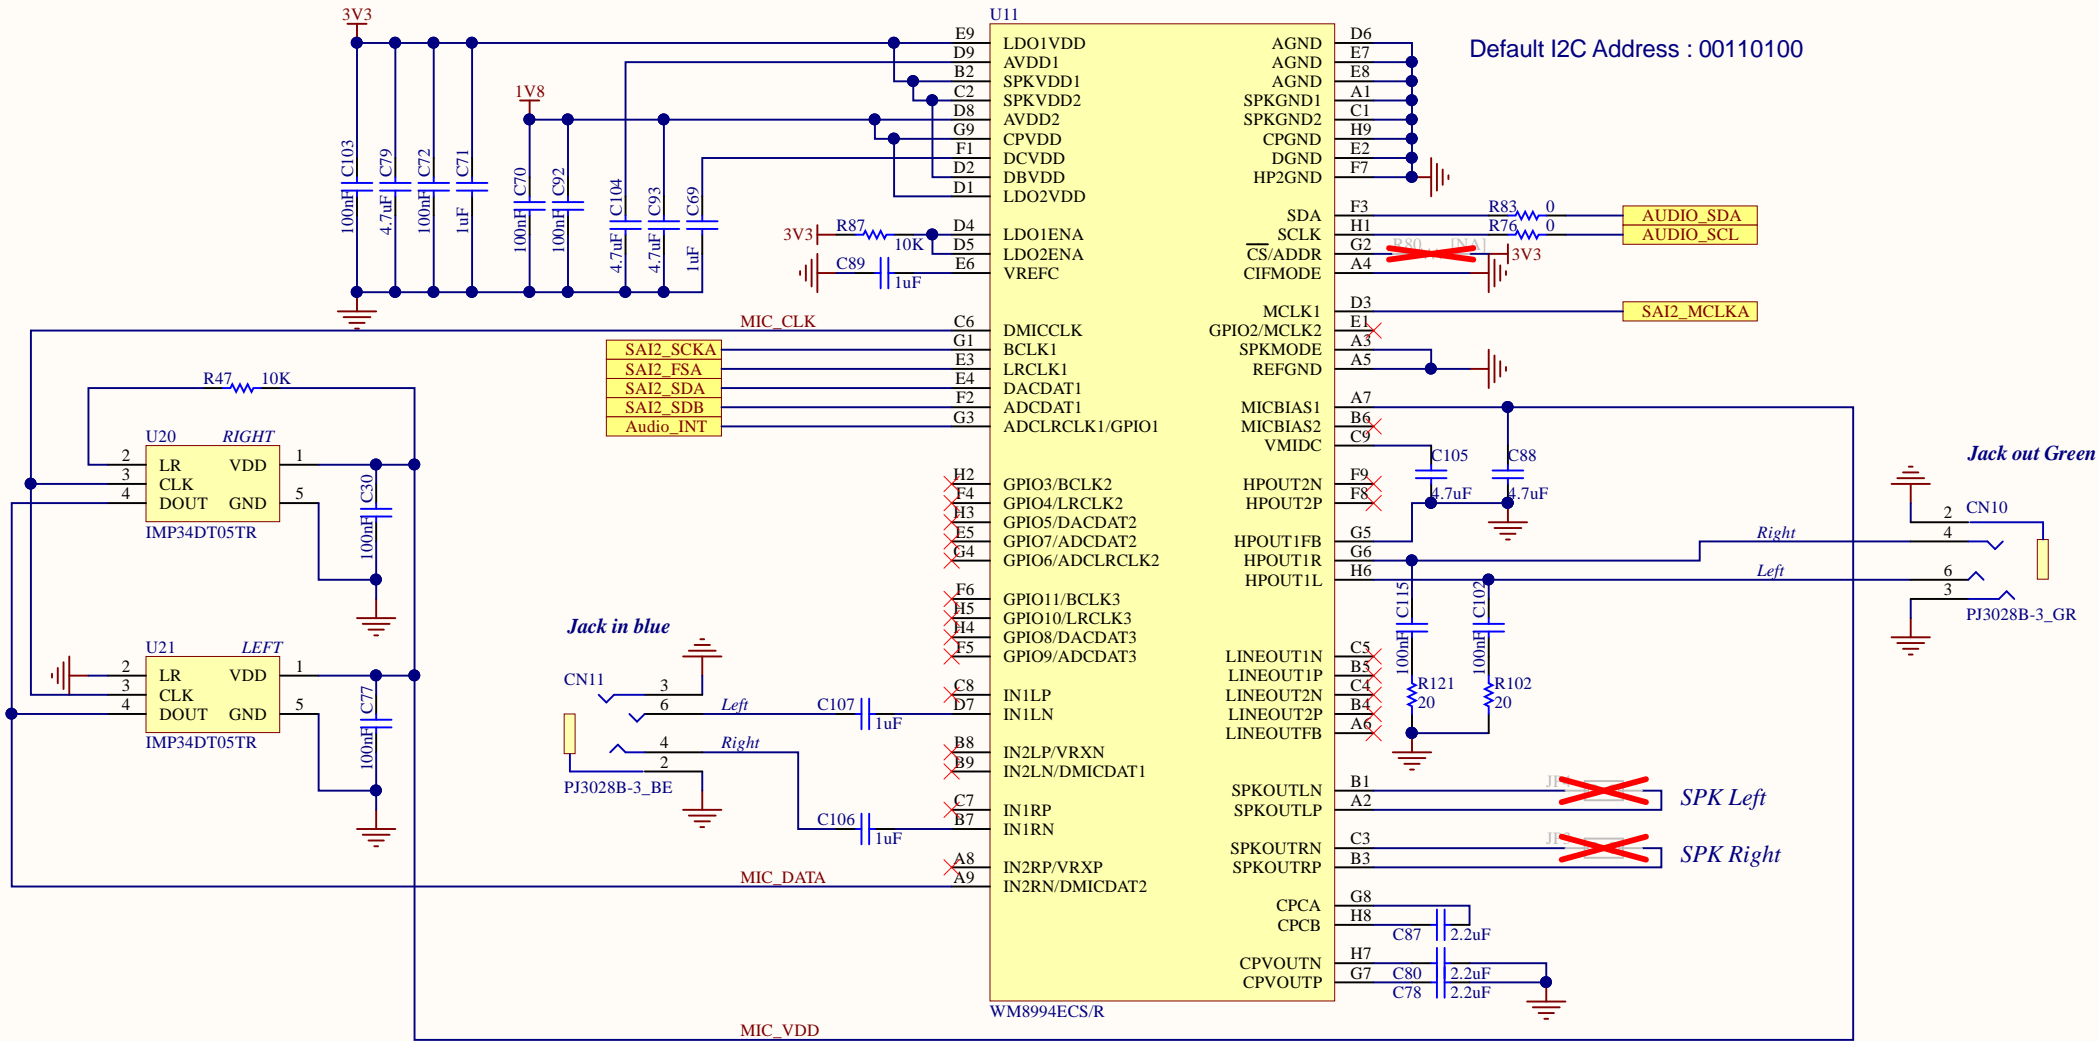 Default I2C Address : 00110100
3V3
1V8
C103
100nF
C79
4.7uF
C72
100nF
C71
1uF
C70
100nF
C92
100nF
C104
4.7uF
C93
4.7uF
C69
1uF
3V3
R87
10K
C89
1uF
MIC_CLK
SAI2_SCKA
SAI2_FSA
SAI2_SDA
SAI2_SDB
Audio_INT
R47 10K
U20 RIGHT
2 LR VDD 1
3 CLK
4 DOUT GND 5
IMP34DT05TR
C30
100nF
U21 LEFT
2 LR VDD 1
3 CLK
4 DOUT GND 5
IMP34DT05TR
C77
100nF
Jack in blue
CN11
3
6
4
2
PJ3028B-3_BE
Left
Right
C107
1uF
C106
1uF
MIC_DATA
MIC_VDD
U11
E9 LDO1VDD
D9 AVDD1
B2 SPKVDD1
C2 SPKVDD2
D8 AVDD2
G9 CPVDD
F1 DCVDD
D2 DBVDD
D1 LDO2VDD
D4 LDO1ENA
D5 LDO2ENA
E6 VREFC
C6 DMICCLK
G1 BCLK1
E3 LRCLK1
E4 DACDAT1
F2 ADCDAT1
G3 ADCLRCLK1/GPIO1
H2 GPIO3/BCLK2
F4 GPIO4/LRCLK2
H3 GPIO5/DACDAT2
E5 GPIO7/ADCDAT2
G4 GPIO6/ADCLRCLK2
F6 GPIO11/BCLK3
H5 GPIO10/LRCLK3
H4 GPIO8/DACDAT3
F5 GPIO9/ADCDAT3
C8 IN1LP
D7 IN1LN
B8 IN2LP/VRXN
B9 IN2LN/DMICDAT1
C7 IN1RP
B7 IN1RN
A8 IN2RP/VRXP
A9 IN2RN/DMICDAT2
AGND D6
AGND E7
AGND E8
SPKGND1 A1
SPKGND2 C1
CPGND H9
DGND E2
HP2GND F7
SDA F3
SCLK H1
CS/ADDR G2
CIFMODE A4
MCLK1 D3
GPIO2/MCLK2 E1
SPKMODE A3
REFGND A5
MICBIAS1 A7
MICBIAS2 B6
VMIDC C9
HPOUT2N F9
HPOUT2P F8
HPOUT1FB G5
HPOUT1R G6
HPOUT1L H6
LINEOUT1N C5
LINEOUT1P B5
LINEOUT2N C4
LINEOUT2P B4
LINEOUTFB A6
SPKOUTLN B1
SPKOUTLP A2
SPKOUTRN C3
SPKOUTRP B3
CPCA G8
CPCB H8
CPVOUTN H7
CPVOUTP G7
WM8994ECS/R
R83 0
AUDIO_SDA
R76 0
AUDIO_SCL
R80 [NA]
3V3
SAI2_MCLKA
C105
4.7uF
C88
4.7uF
Right
Left
C115
100nF
C102
100nF
R121
20
R102
20
Jack out Green
CN10
2
4
6
3
PJ3028B-3_GR
SPK Left
SPK Right
C87 2.2uF
C80 2.2uF
C78 2.2uF